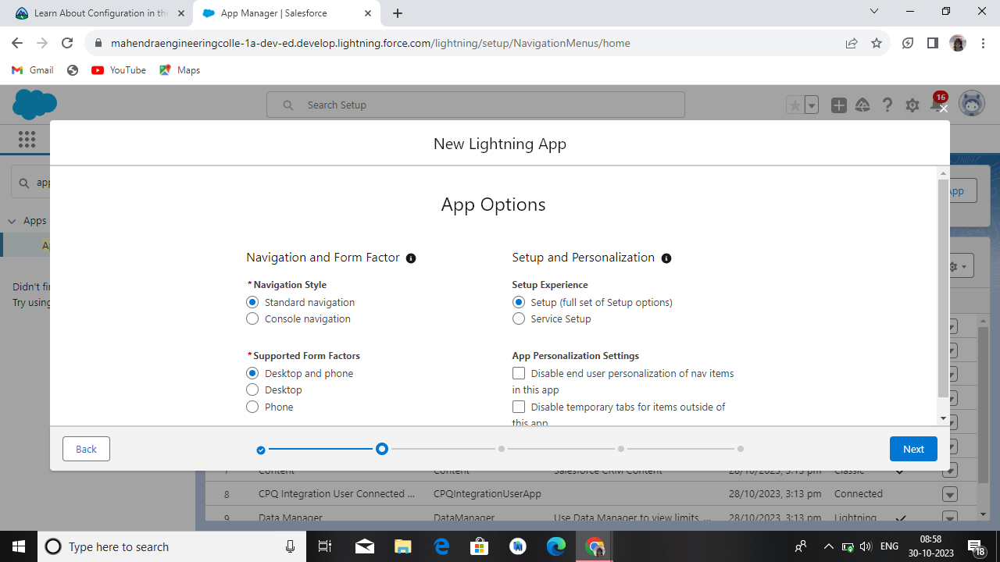 Learn About Configuration in the
App Manager | Salesforce
mahendraengineeringcolle-1a-dev-ed.develop.lightning.force.com/lightning/setup/NavigationMenus/home
Gmail
YouTube
Maps
Search Setup
16
New Lightning App
app
App
App Options
Apps
Navigation and Form Factor
Setup and Personalization
*Navigation Style
Setup Experience
Didn't fi
Standard navigation
Setup (full set of Setup options)
Try using
Console navigation
Service Setup
*Supported Form Factors
App Personalization Settings
Desktop and phone
Disable end user personalization of nav items
Desktop
in this app
Phone
Disable temporary tabs for items outside of
this app
Back
Next
7 Content Content Salesforce CRM Content 28/10/2023, 3:13 pm Classic
8 CPQ Integration User Connected ... CPQIntegrationUserApp 28/10/2023, 3:13 pm Connected
9 Data Manager DataManager Use Data Manager to view limits, ... 28/10/2023, 3:13 pm Lightning
Type here to search
ENG
08:58
30-10-2023
18